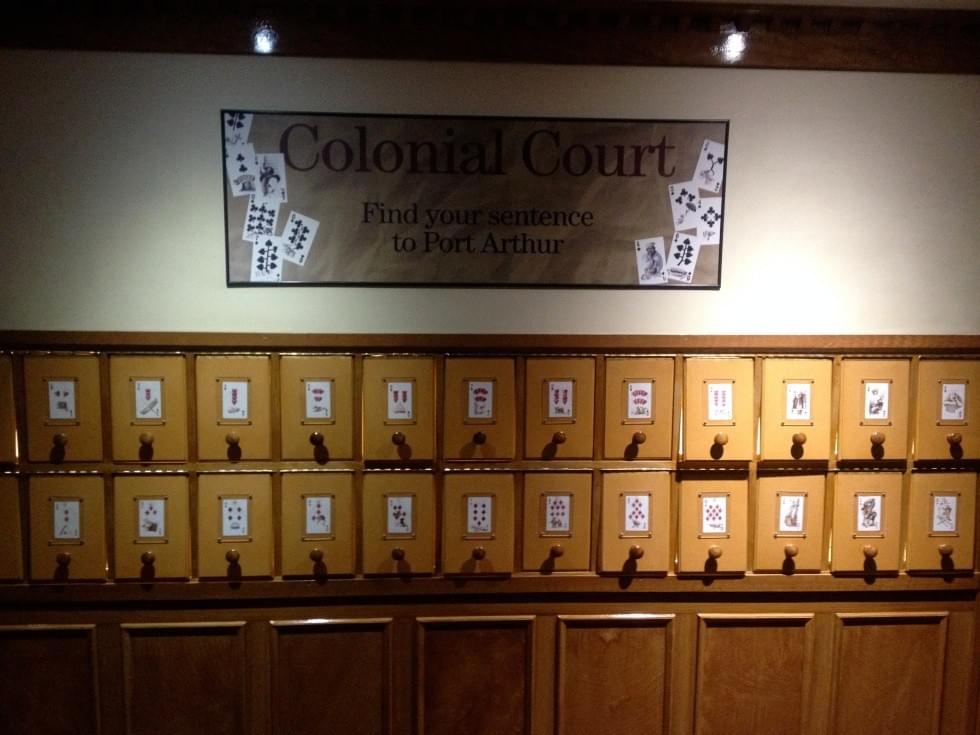 Colonial Court
Find your sentence
to Port Arthur